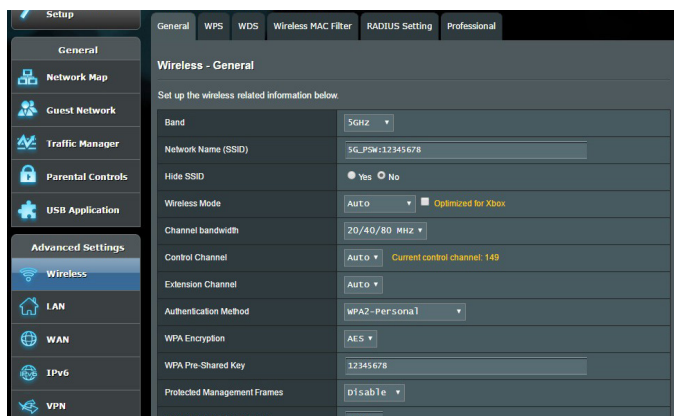 Setup
General
Network Map
Guest Network
Traffic Manager
Parental Controls
USB Application
Advanced Settings
Wireless
LAN
WAN
IPv6
VPN
General WPS WDS Wireless MAC Filter RADIUS Setting Professional
Wireless - General
Set up the wireless related information below.
Band 5GHz
Network Name (SSID) 5G_PSW:12345678
Hide SSID Yes No
Wireless Mode Auto Optimized for Xbox
Channel bandwidth 20/40/80 MHz
Control Channel Auto Current control channel: 149
Extension Channel Auto
Authentication Method WPA2-Personal
WPA Encryption AES
WPA Pre-Shared Key 12345678
Protected Management Frames Disable